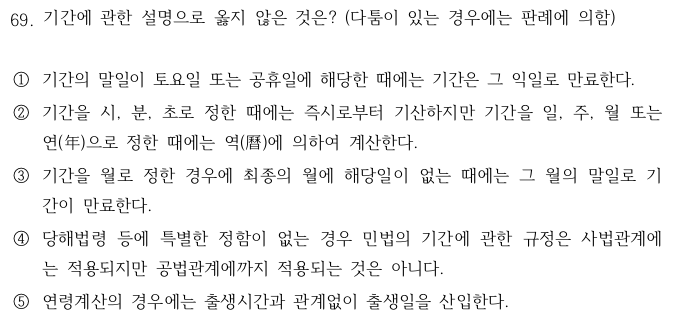 69. 기간에 관한 설명으로 옳지 않은 것은? (다툼이 있는 경우에는 판례에 의함)
① 기간의 말일이 토요일 또는 공휴일에 해당한 때에는 기간은 그 익일로 만료한다.
② 기간을 시, 분, 초로 정한 때에는 즉시로부터 기산하지만 기간을 일, 주, 월 또는
연(年)으로 정한 때에는 역(曆)에 의하여 계산한다.
③ 기간을 월로 정한 경우에 최종의 월에 해당일이 없는 때에는 그 월의 말일로 기
간이 만료한다.
④ 당해법령 등에 특별한 정함이 없는 경우 민법의 기간에 관한 규정은 사법관계에
는 적용되지만 공법관계에까지 적용되는 것은 아니다.
⑤ 연령계산의 경우에는 출생시간과 관계없이 출생일을 산입한다.